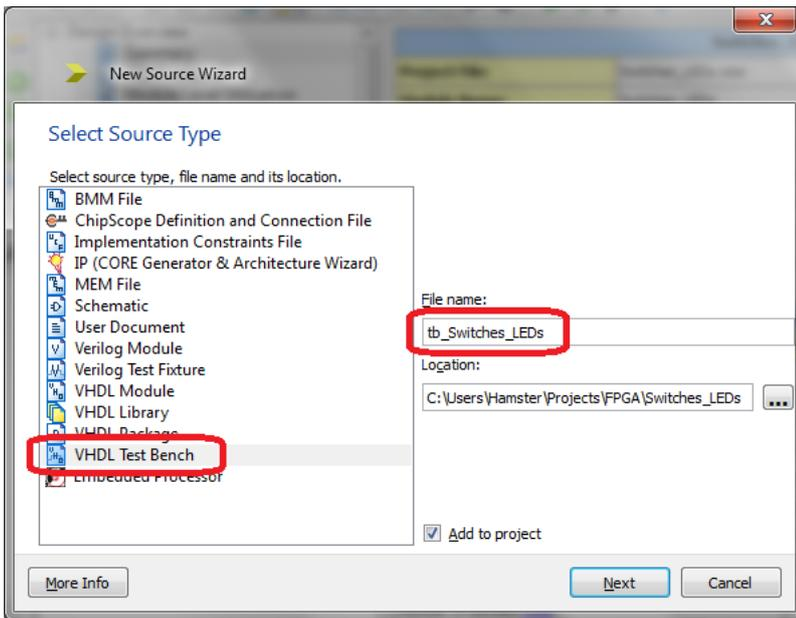 New Source Wizard
Select Source Type
Select source type, file name and its location.
BMM File
ChipScope Definition and Connection File
Implementation Constraints File
IP (CORE Generator & Architecture Wizard)
MEM File
Schematic
User Document
Verilog Module
Verilog Test Fixture
VHDL Module
VHDL Library
VHDL Package
VHDL Test Bench
Embedded Processor
File name:
tb_Switches_LEDs
Location:
C:\Users\Hamster\Projects\FPGA\Switches_LEDs
...
Add to project
More Info
Next
Cancel